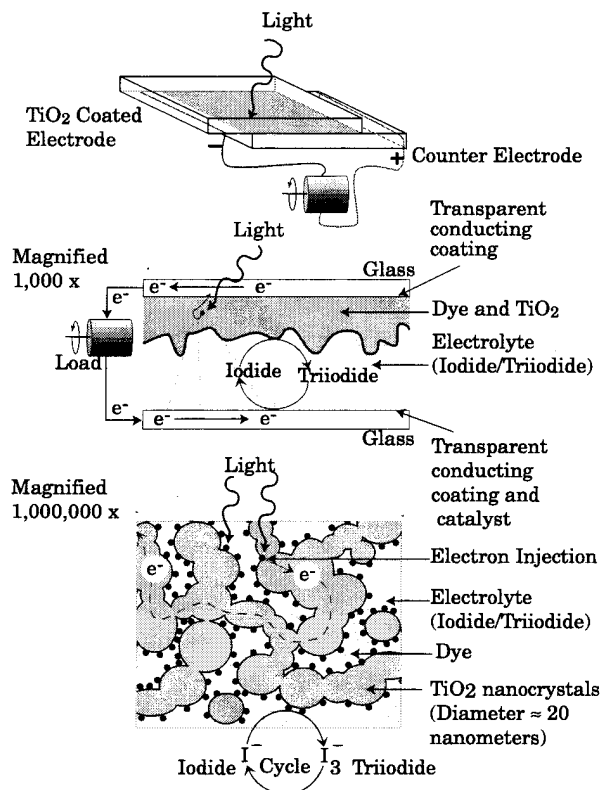 Light
TiO2 Coated
Electrode
−
+
Counter Electrode
Transparent
conducting
coating
Magnified
1,000 x
Light
Glass
e-
e-
e-
Dye and TiO2
Load
Electrolyte
(Iodide/Triiodide)
Iodide
Triiodide
e-
e-
e-
Glass
Transparent
conducting
coating and
catalyst
Magnified
1,000,000 x
Light
Electron Injection
e-
e-
Electrolyte
(Iodide/Triiodide)
Dye
TiO2 nanocrystals
(Diameter ≈ 20
nanometers)
Iodide I- Cycle I3- Triiodide